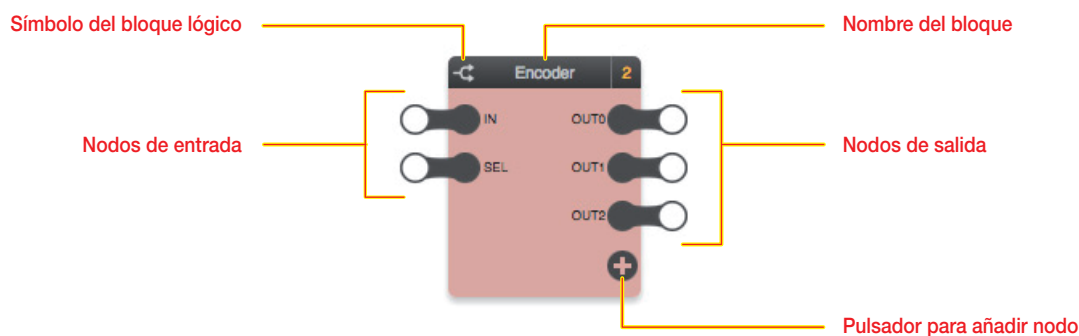 Símbolo del bloque lógico
Nombre del bloque
Encoder 2
Nodos de entrada
IN OUT0
SEL OUT1
OUT2
Nodos de salida
Pulsador para añadir nodo